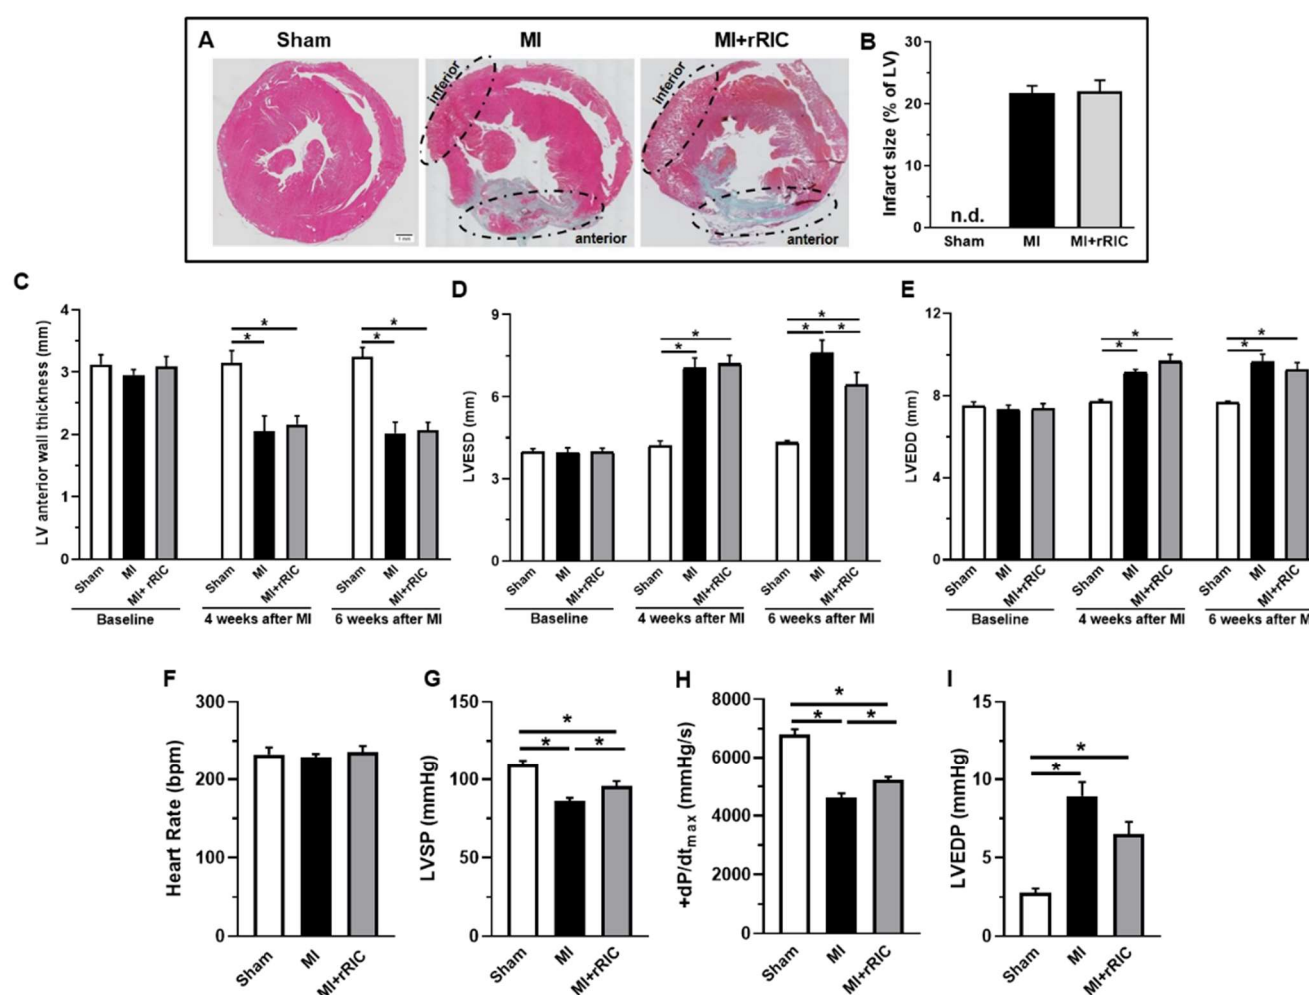 A
Sham
MI
MI+rRIC
inferior
anterior
1 mm
inferior
anterior
B
Infarct size (% of LV)
30
20
10
0
n.d.
Sham
MI
MI+rRIC
C
LV anterior wall thickness (mm)
4
3
2
1
0
* * * *
Sham MI MI+ rRIC Sham MI MI+rRIC Sham MI MI+rRIC
Baseline 4 weeks after MI 6 weeks after MI
D
LVESD (mm)
9
6
3
0
* * * * *
Sham MI MI+rRIC Sham MI MI+rRIC Sham MI MI+rRIC
Baseline 4 weeks after MI 6 weeks after MI
E
LVEDD (mm)
12
8
4
0
* * * *
Sham MI MI+rRIC Sham MI MI+rRIC Sham MI MI+rRIC
Baseline 4 weeks after MI 6 weeks after M
F
Heart Rate (bpm)
300
200
100
0
Sham MI MI+rRIC
G
LVSP (mmHg)
150
100
50
0
* * *
Sham MI MI+rRIC
H
+dP/dtmax (mmHg/s)
8000
6000
4000
2000
0
* * *
Sham MI MI+rRIC
I
LVEDP (mmHg)
15
10
5
0
* *
Sham MI MI+rRIC